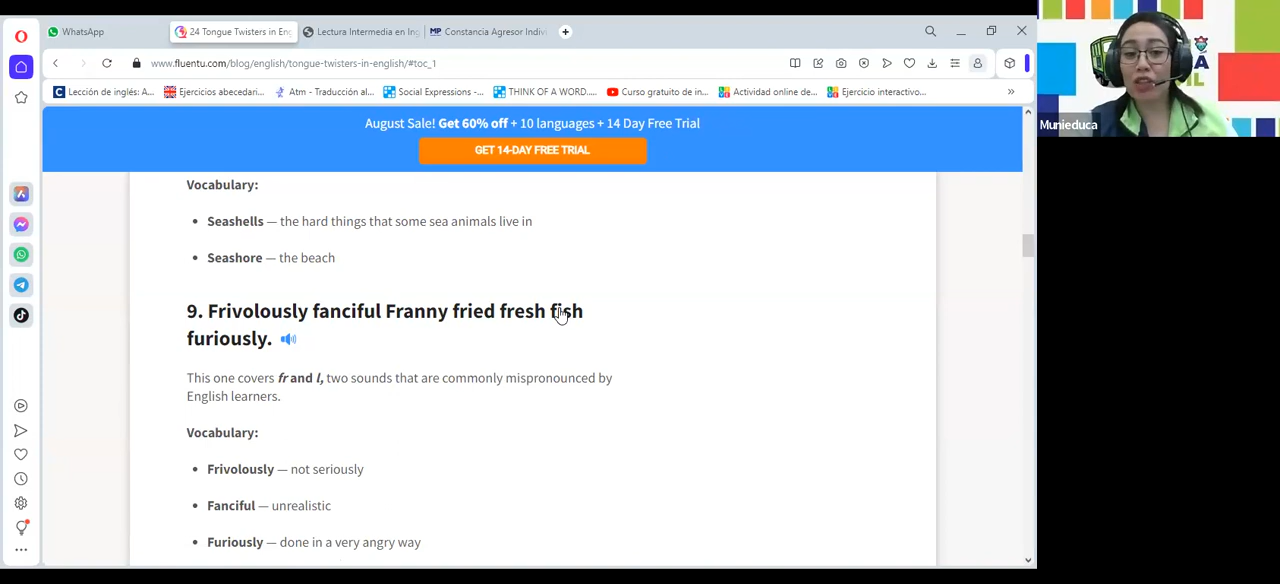 WhatsApp
24 Tongue Twisters in Eng
Lectura Intermedia en Ing
MP Constancia Agresor Indivi
www.fluentu.com/blog/english/tongue-twisters-in-english/#toc_1
Lección de inglés: A...
Ejercicios abecedari...
Atm - Traducción al...
Social Expressions -...
THINK OF A WORD....
Curso gratuito de in...
Actividad online de...
Ejercicio interactivo...
August Sale! Get 60% off + 10 languages + 14 Day Free Trial
GET 14-DAY FREE TRIAL
Munieduca
Vocabulary:
• Seashells — the hard things that some sea animals live in
• Seashore — the beach
9. Frivolously fanciful Franny fried fresh fish
furiously.
This one covers fr and l, two sounds that are commonly mispronounced by
English learners.
Vocabulary:
• Frivolously — not seriously
• Fanciful — unrealistic
• Furiously — done in a very angry way